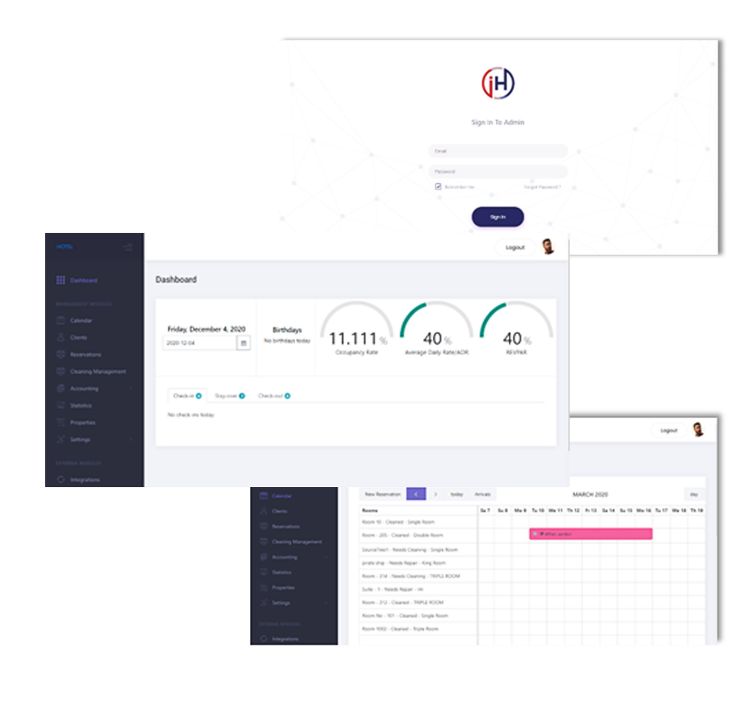 iH
Sign In To Admin
Email
Password
Remember me
Forgot Password ?
Sign In
HOTEL
Logout
Dashboard
Dashboard
MANAGEMENT MODULES
Calendar
Clients
Reservations
Cleaning Management
Accounting
Statistics
Properties
Settings
EXTERNAL MODULES
Integrations
Friday, December 4, 2020
2020-12-04
Birthdays
No birthdays today
11.111 %
Occupancy Rate
40 %
Average Daily Rate/ADR
40 %
REVPAR
Check-in
Stay-over
Check-out
No check-ins today
Logout
Calendar
Clients
Reservations
Cleaning Management
Accounting
Statistics
Properties
Settings
EXTERNAL MODULES
Integrations
New Reservation < > today Arrivals MARCH 2020 day
Rooms Sa 7 Su 8 Mo 9 Tu 10 We 11 Th 12 Fr 13 Sa 14 Su 15 Mo 16 Tu 17 We 18 Th 19
Room 10 - Cleaned - Single Room
Room - 205 - Cleaned - Double Room
Needs Cleaning - Single Room
pirate ship - Needs Repair - King Room
Room - 214 - Needs Cleaning - TRIPLE ROOM
Suite - 1 - Needs Repair
Room - 212 - Cleaned - TRIPLE ROOM
Room No - 101 - Cleaned - Single Room
Room 1002 - Cleaned - Triple Room